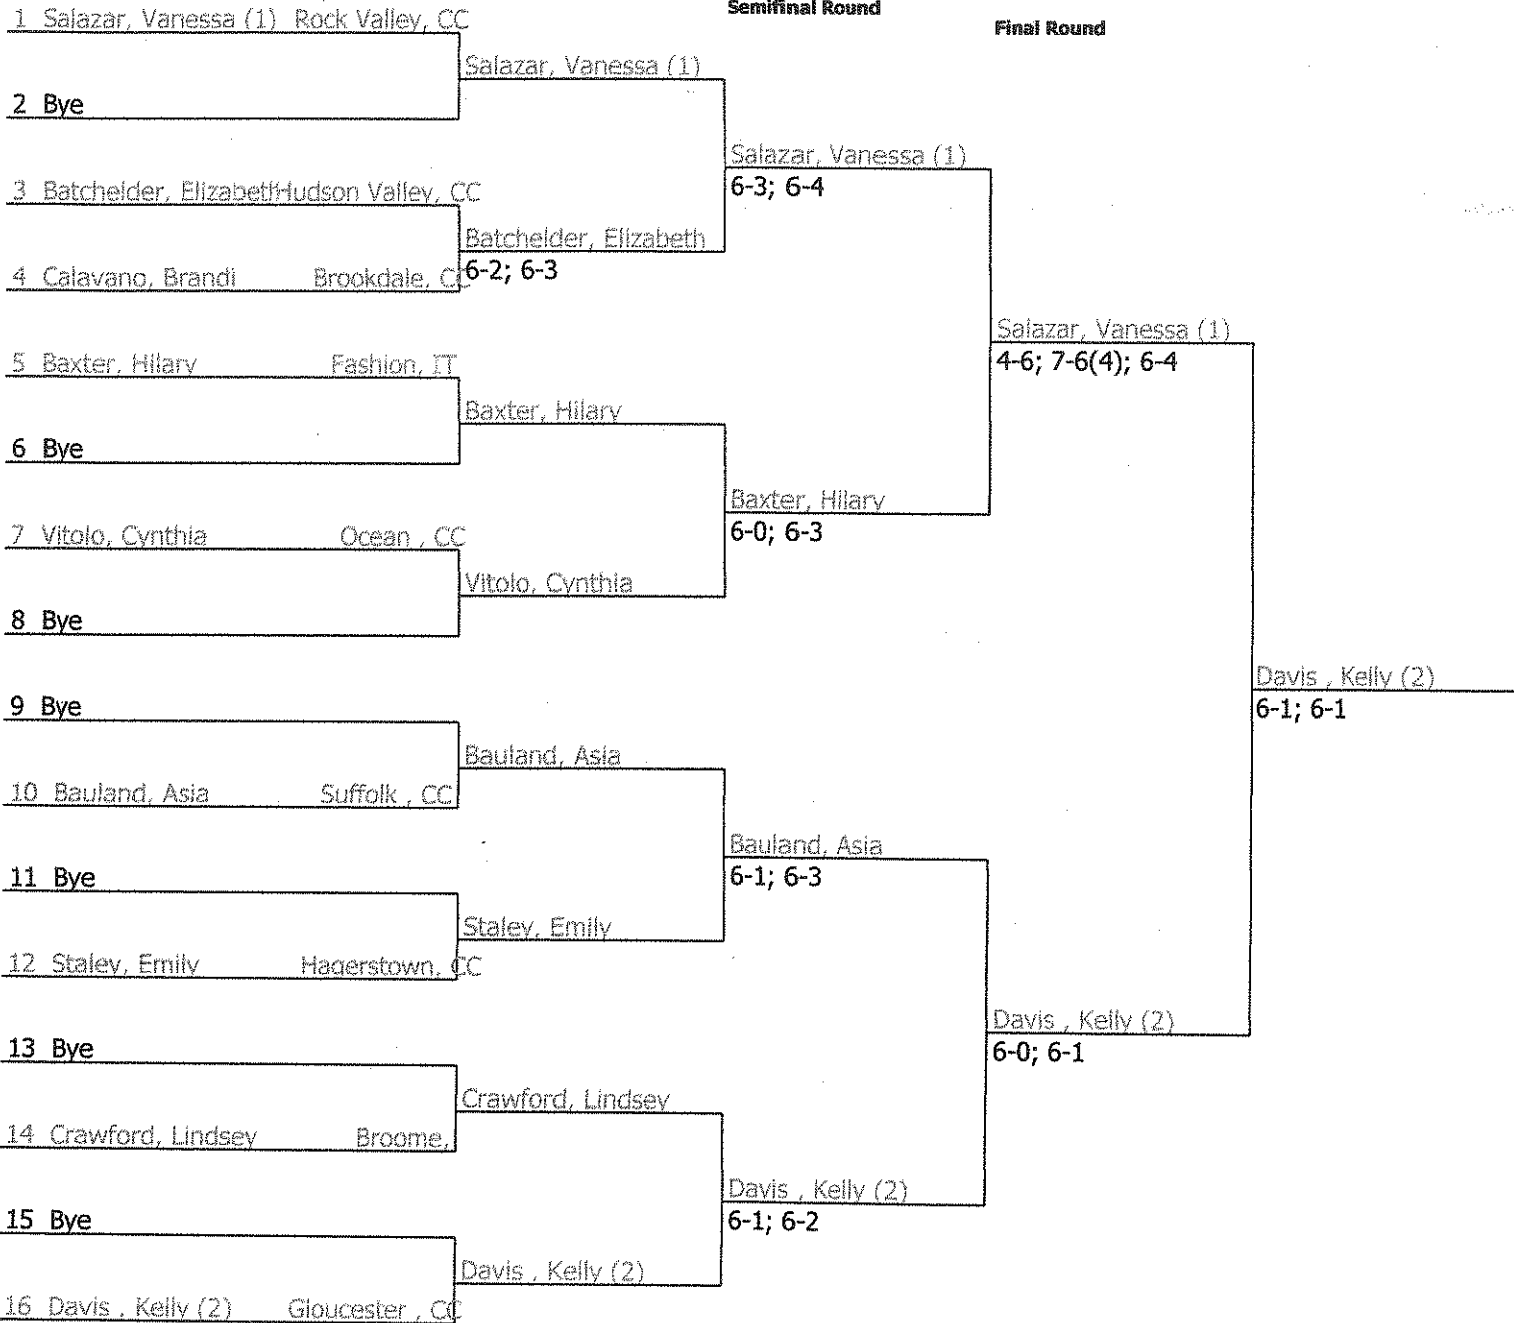 Semifinal Round
Final Round
1 Salazar, Vanessa (1) Rock Valley, CC
Salazar, Vanessa (1)
2 Bye
Salazar, Vanessa (1)
6-3; 6-4
3 Batchelder, Elizabeth Hudson Valley, CC
Batchelder, Elizabeth
6-2; 6-3
4 Calavano, Brandi Brookdale, CC
Salazar, Vanessa (1)
4-6; 7-6(4); 6-4
5 Baxter, Hilary Fashion, IT
Baxter, Hilary
6 Bye
Baxter, Hilary
6-0; 6-3
7 Vitolo, Cynthia Ocean , CC
Vitolo, Cynthia
8 Bye
Davis , Kelly (2)
6-1; 6-1
9 Bye
Bauland, Asia
10 Bauland, Asia Suffolk , CC
Bauland, Asia
6-1; 6-3
11 Bye
Staley, Emily
12 Staley, Emily Hagerstown, CC
Davis , Kelly (2)
6-0; 6-1
13 Bye
Crawford, Lindsey
14 Crawford, Lindsey Broome,
Davis , Kelly (2)
6-1; 6-2
15 Bye
Davis , Kelly (2)
16 Davis , Kelly (2) Gloucester , CC